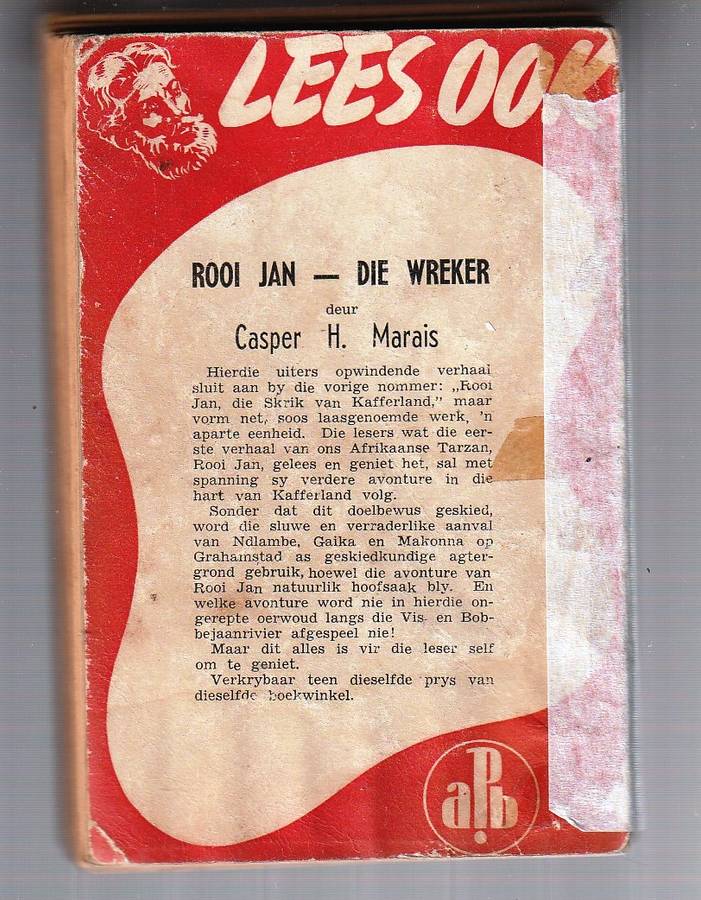 LEES OOK
ROOI JAN — DIE WREKER
deur
Casper H. Marais
Hierdie uiters opwindende verhaal
sluit aan by die vorige nommer: „Rooi
Jan, die Skrik van Kafferland,” maar
vorm net, soos laasgenoemde werk, 'n
aparte eenheid. Die lesers wat die eer-
ste verhaal van ons Afrikaanse Tarzan,
Rooi Jan, gelees en geniet het, sal met
spanning sy verdere avonture in die
hart van Kafferland volg.
Sonder dat dit doelbewus geskied,
word die sluwe en verraderlike aanval
van Ndlambe, Gaika en Makonna op
Grahamstad as geskiedkundige agter-
grond gebruik, hoewel die avonture van
Rooi Jan natuurlik hoofsaak bly. En
welke avonture word nie in hierdie on-
gerepte oerwoud langs die Vis- en Bob-
bejaanrivier afgespeel nie!
Maar dit alles is vir die leser self
om te geniet.
Verkrybaar teen dieselfde prys van
dieselfde boekwinkel.
aPb